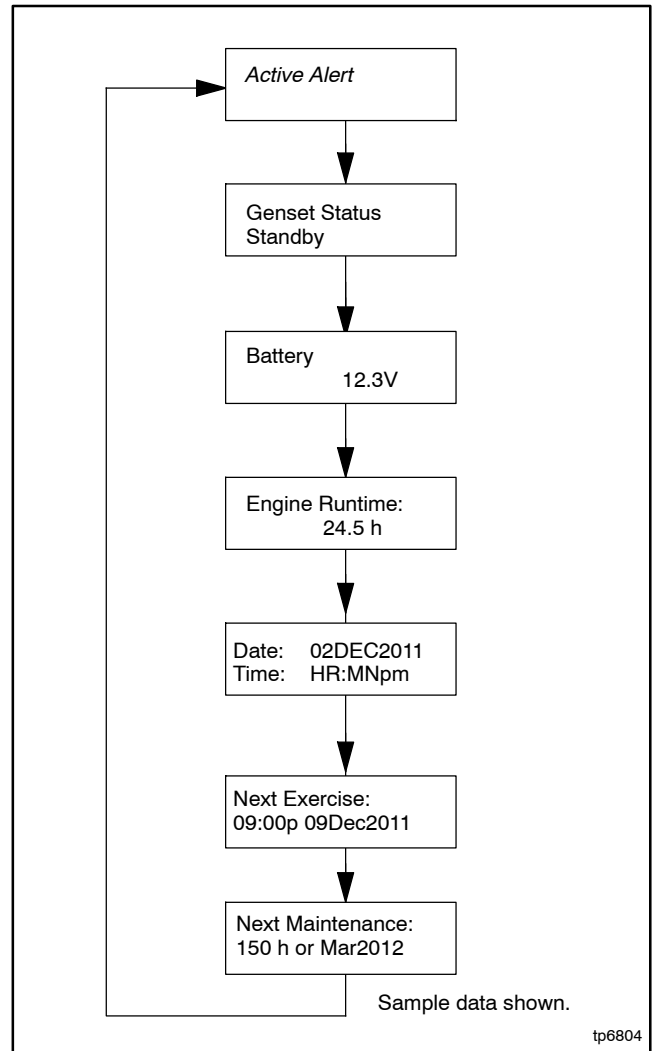 Active Alert
Genset Status
Standby
Battery
12.3V
Engine Runtime:
24.5 h
Date: 02DEC2011
Time: HR:MNpm
Next Exercise:
09:00p 09Dec2011
Next Maintenance:
150 h or Mar2012
Sample data shown.
tp6804